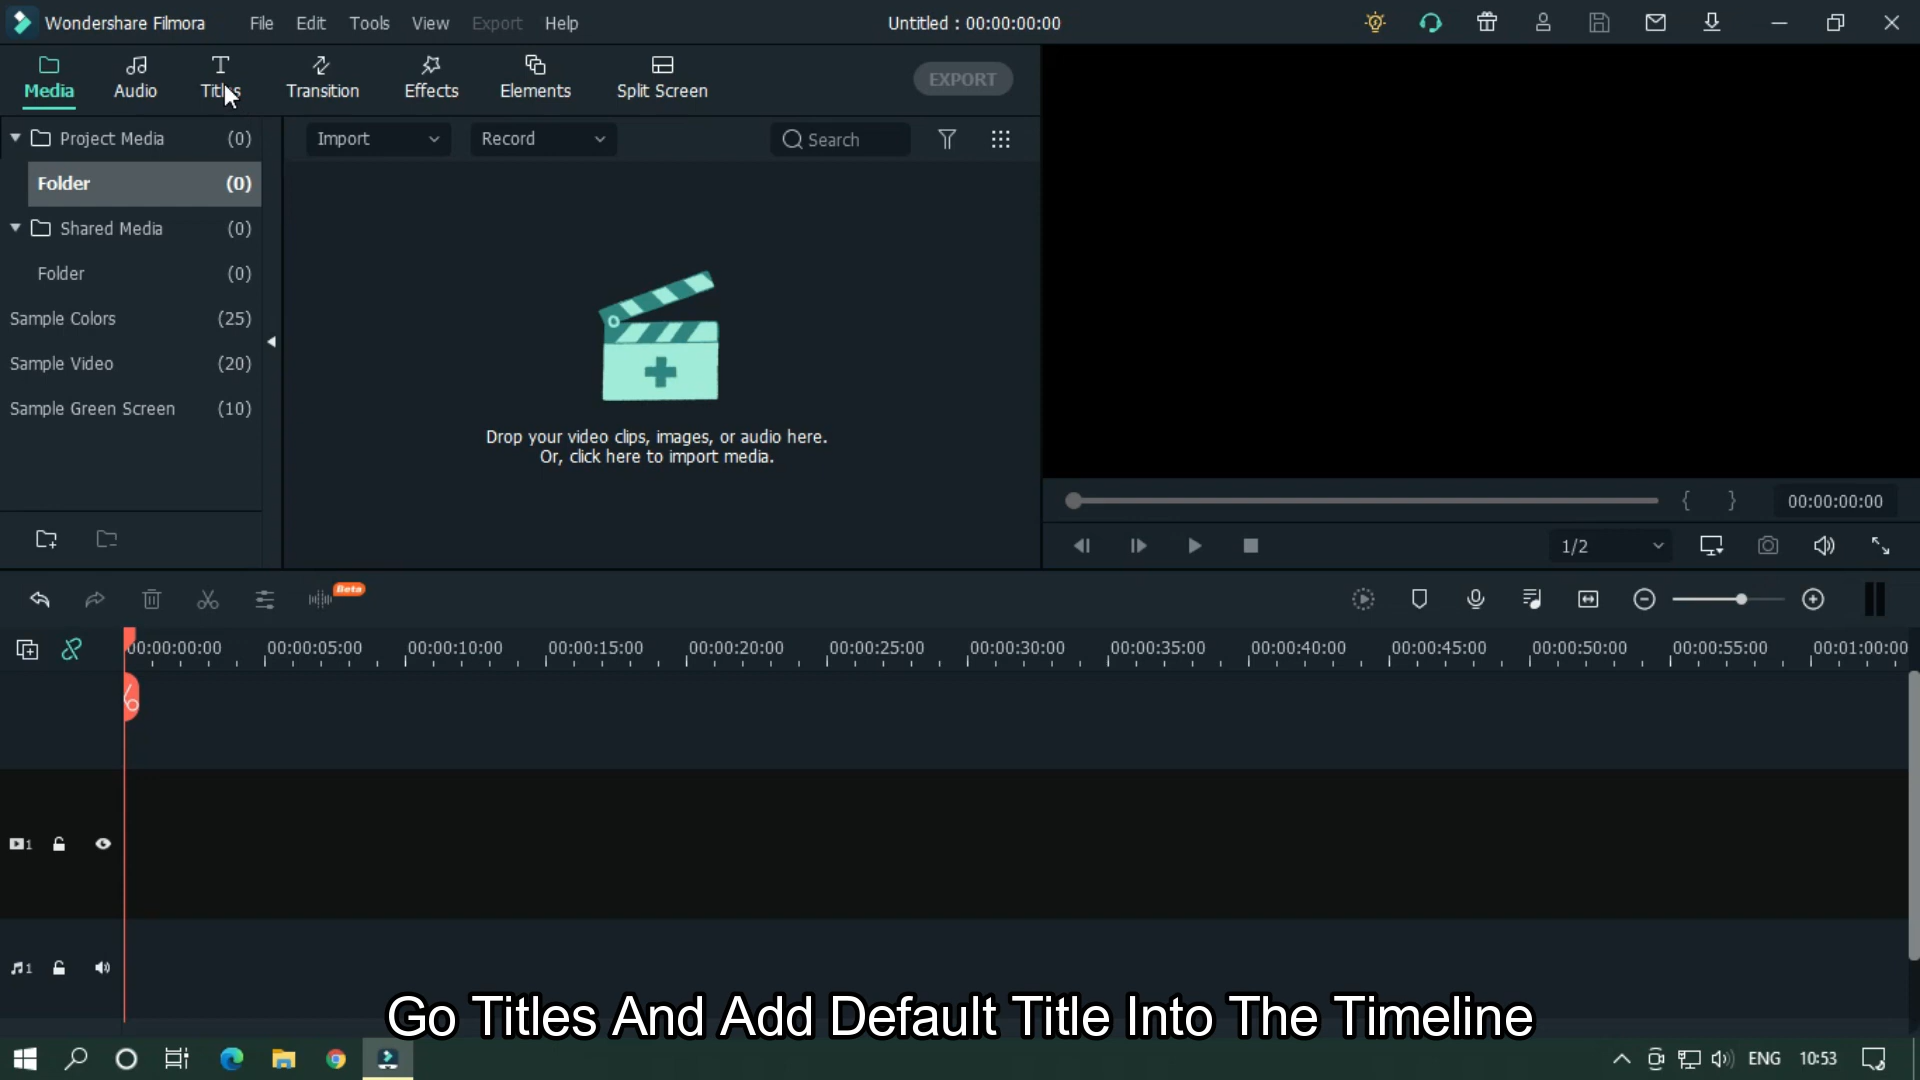 Wondershare Filmora File Edit Tools View Export Help Untitled : 00:00:00:00
Media Audio Titles Transition Effects Elements Split Screen EXPORT
Project Media (0)
Folder (0)
Shared Media (0)
Folder (0)
Sample Colors (25)
Sample Video (20)
Sample Green Screen (10)
Import Record Search
Drop your video clips, images, or audio here.
Or, click here to import media.
{ } 00:00:00:00
1/2
Beta
00:00:00:00 00:00:05:00 00:00:10:00 00:00:15:00 00:00:20:00 00:00:25:00 00:00:30:00 00:00:35:00 00:00:40:00 00:00:45:00 00:00:50:00 00:00:55:00 00:01:00:00
1
1
Go Titles And Add Default Title Into The Timeline
ENG 10:53